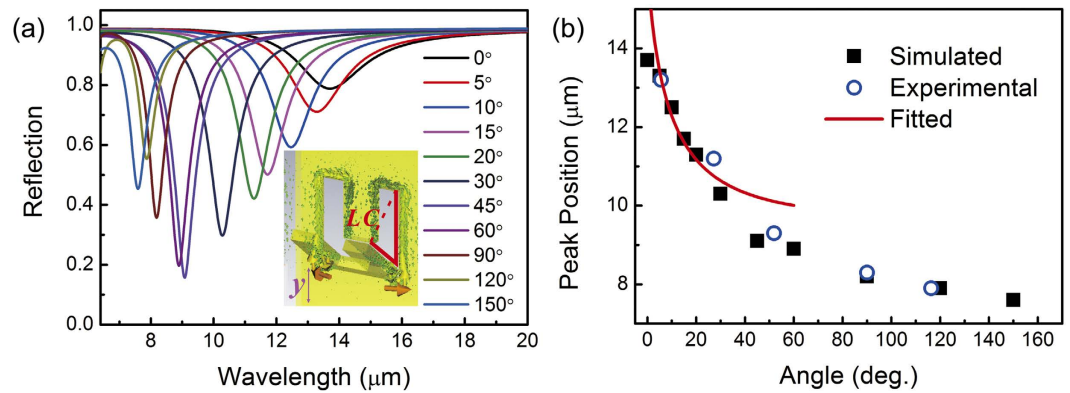 (a)
1.0
0.8
0.6
0.4
0.2
0.0
Reflection
8 10 12 14 16 18 20
Wavelength (μm)
0°
5°
10°
15°
20°
30°
45°
60°
90°
120°
150°
LC
y
(b)
14
12
10
8
Peak Position (μm)
0 20 40 60 80 100 120 140 160
Angle (deg.)
Simulated
Experimental
Fitted